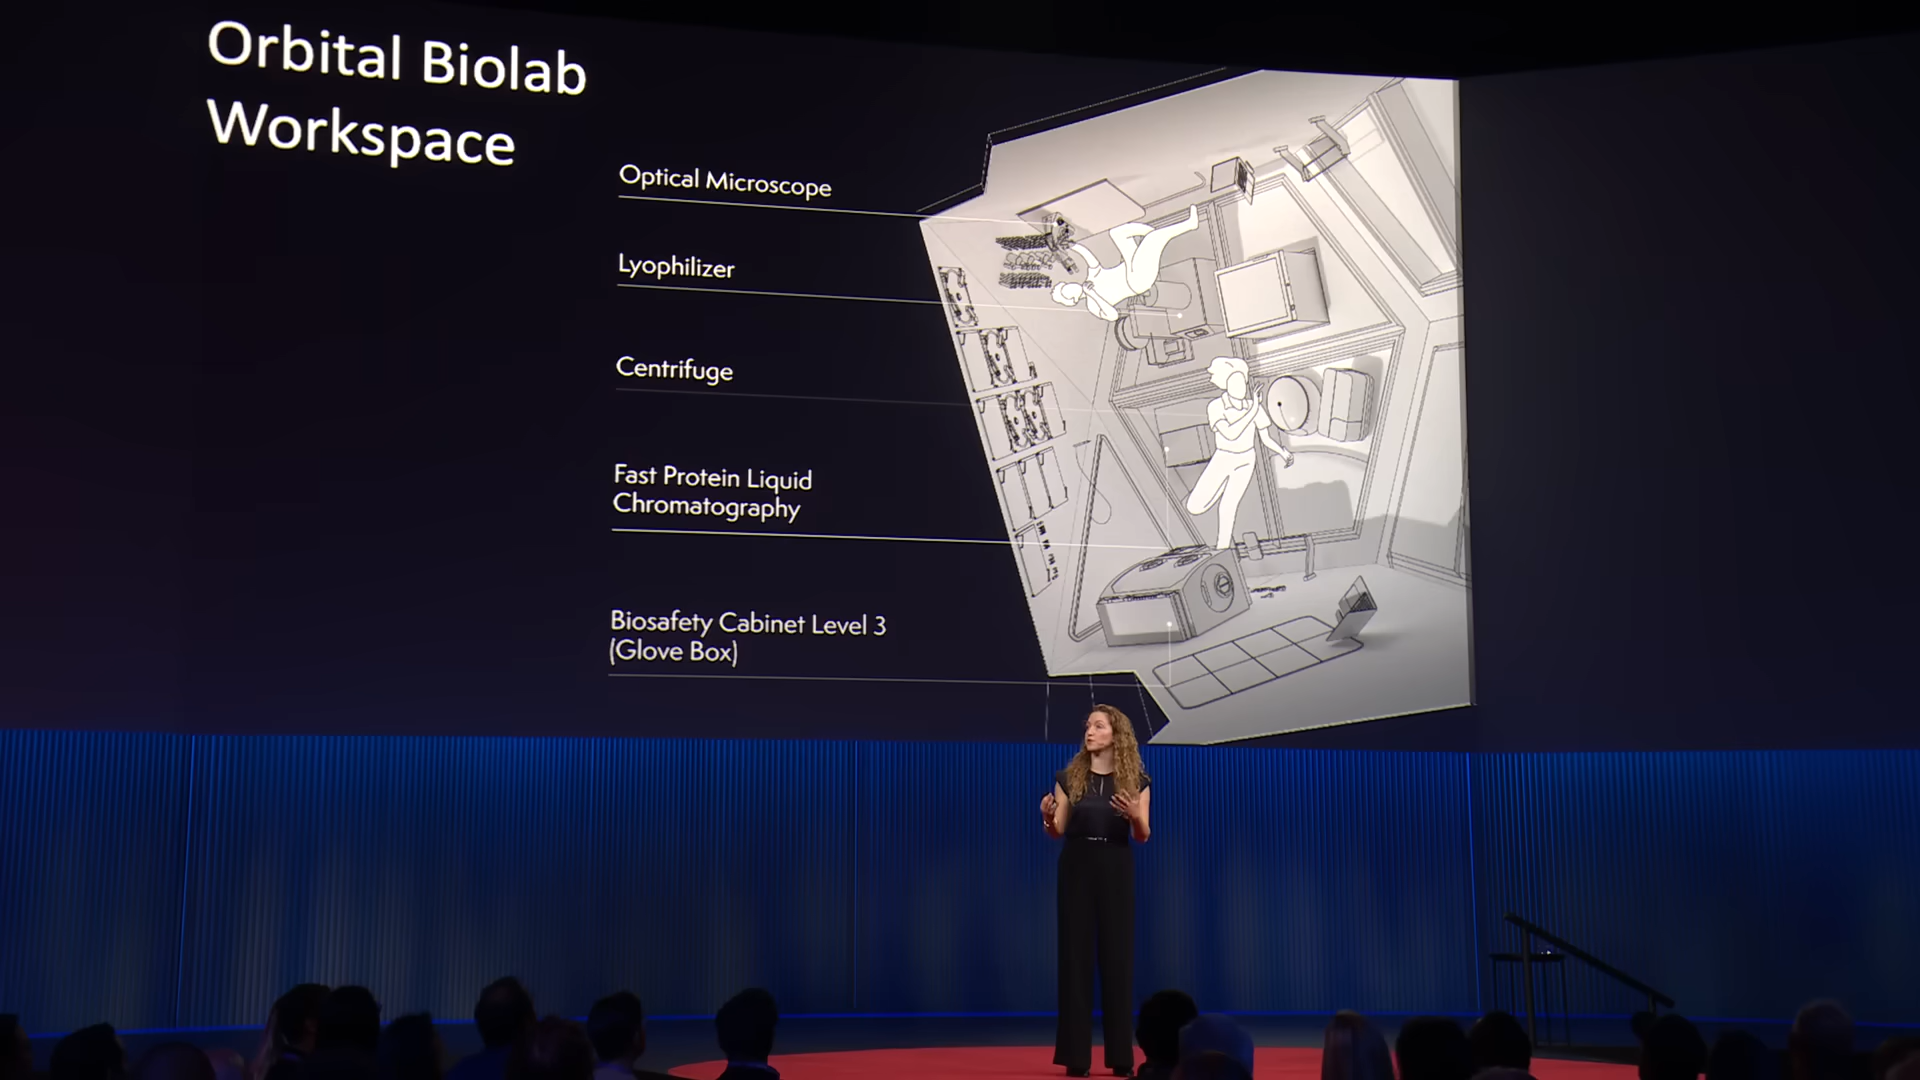 Orbital Biolab
Workspace
Optical Microscope
Lyophilizer
Centrifuge
Fast Protein Liquid
Chromatography
Biosafety Cabinet Level 3
(Glove Box)